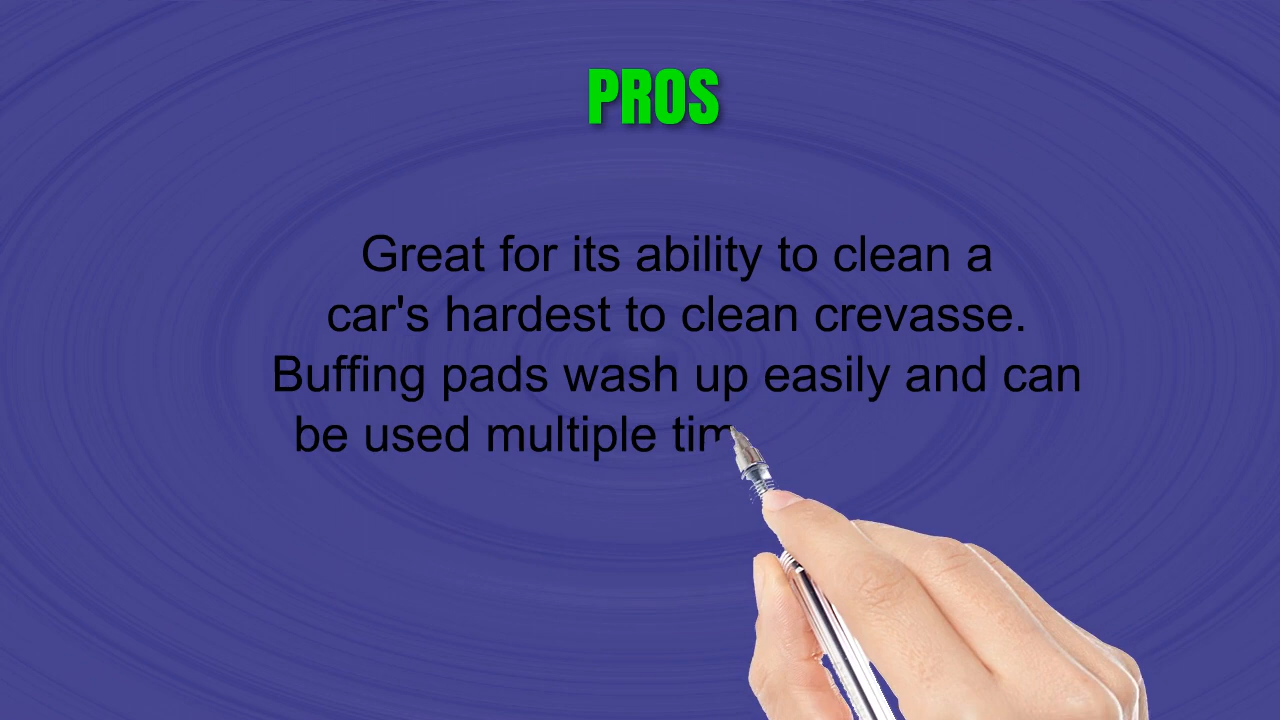 PROS
Great for its ability to clean a
car's hardest to clean crevasse.
Buffing pads wash up easily and can
be used multiple